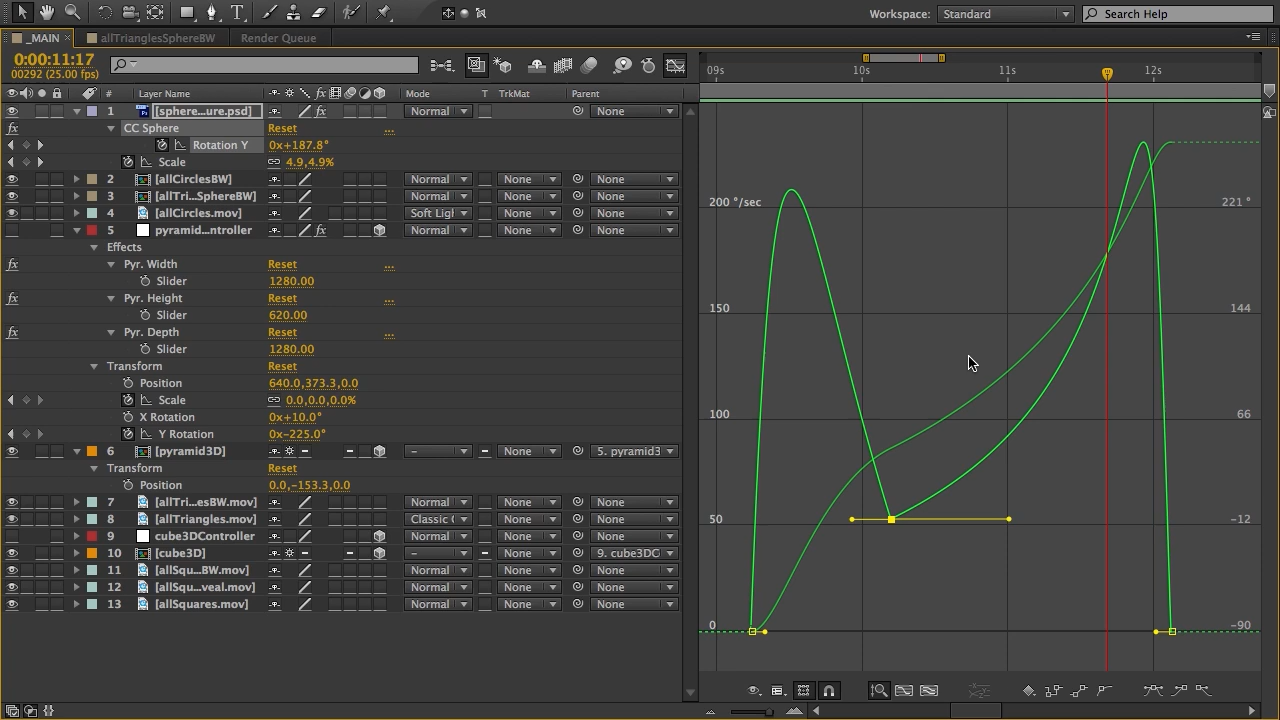 Workspace: Standard Search Help
_MAIN × allTrianglesSphereBW Render Queue
0:00:11:17
00292 (25.00 fps)
# Layer Name fx Mode T TrkMat Parent
1 [sphere...ure.psd] fx Normal None
fx CC Sphere Reset ...
Rotation Y 0x+187.8°
Scale 4.9,4.9%
2 [allCirclesBW] Normal None None
3 [allTri...SphereBW] Normal None None
4 [allCircles.mov] Soft Ligl None None
5 pyramid...ntroller fx Normal None None
Effects
fx Pyr. Width Reset ...
Slider 1280.00
fx Pyr. Height Reset ...
Slider 620.00
fx Pyr. Depth Reset ...
Slider 1280.00
Transform Reset
Position 640.0,373.3,0.0
Scale 0.0,0.0,0.0%
X Rotation 0x+10.0°
Y Rotation 0x-225.0°
6 [pyramid3D] - None 5. pyramid3
Transform Reset
Position 0.0,-153.3,0.0
7 [allTri...esBW.mov] Normal None None
8 [allTriangles.mov] Classic C None None
9 cube3DController Normal None None
10 [cube3D] - None 9. cube3DC
11 [allSqu...BW.mov] Normal None None
12 [allSqu...veal.mov] Normal None None
13 [allSquares.mov] Normal None None
09s 10s 11s 12s
200 °/sec 221 °
150 144
100 66
50 -12
0 -90